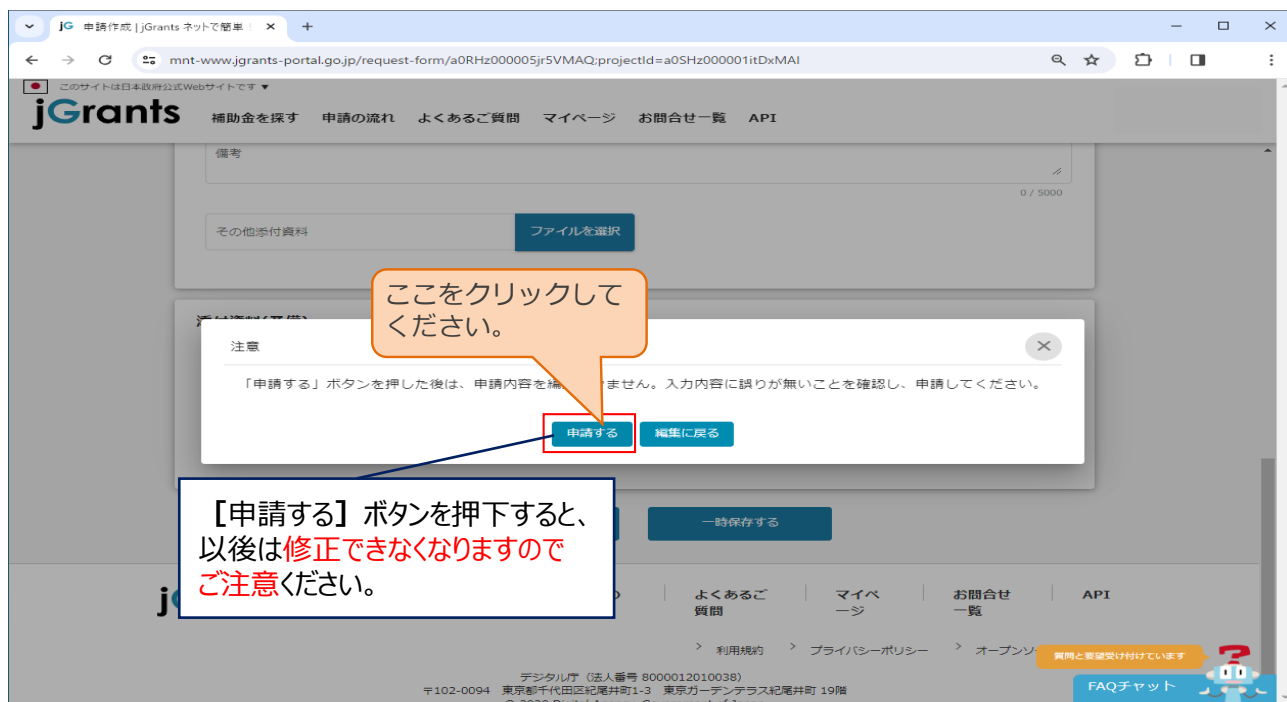 jG 申請作成 | jGrants ネットで簡単！
mnt-www.jgrants-portal.go.jp/request-form/a0RHz000005jr5VMAQ;projectId=a0SHz000001itDxMAI
このサイトは日本政府公式Webサイトです ▼
jGrants 補助金を探す 申請の流れ よくあるご質問 マイページ お問合せ一覧 API
備考
0 / 5000
その他添付資料 ファイルを選択
ここをクリックして
ください。
注意
「申請する」ボタンを押した後は、申請内容を編 ません。入力内容に誤りが無いことを確認し、申請してください。
申請する 編集に戻る
【申請する】ボタンを押下すると、
以後は修正できなくなりますので
ご注意ください。
一時保存する
よくあるご
質問
マイペ
ージ
お問合せ
一覧
API
利用規約 プライバシーポリシー オープンソ
質問と要望受け付けています
FAQチャット
デジタル庁（法人番号 8000012010038）
〒102-0094 東京都千代田区紀尾井町1-3 東京ガーデンテラス紀尾井町 19階